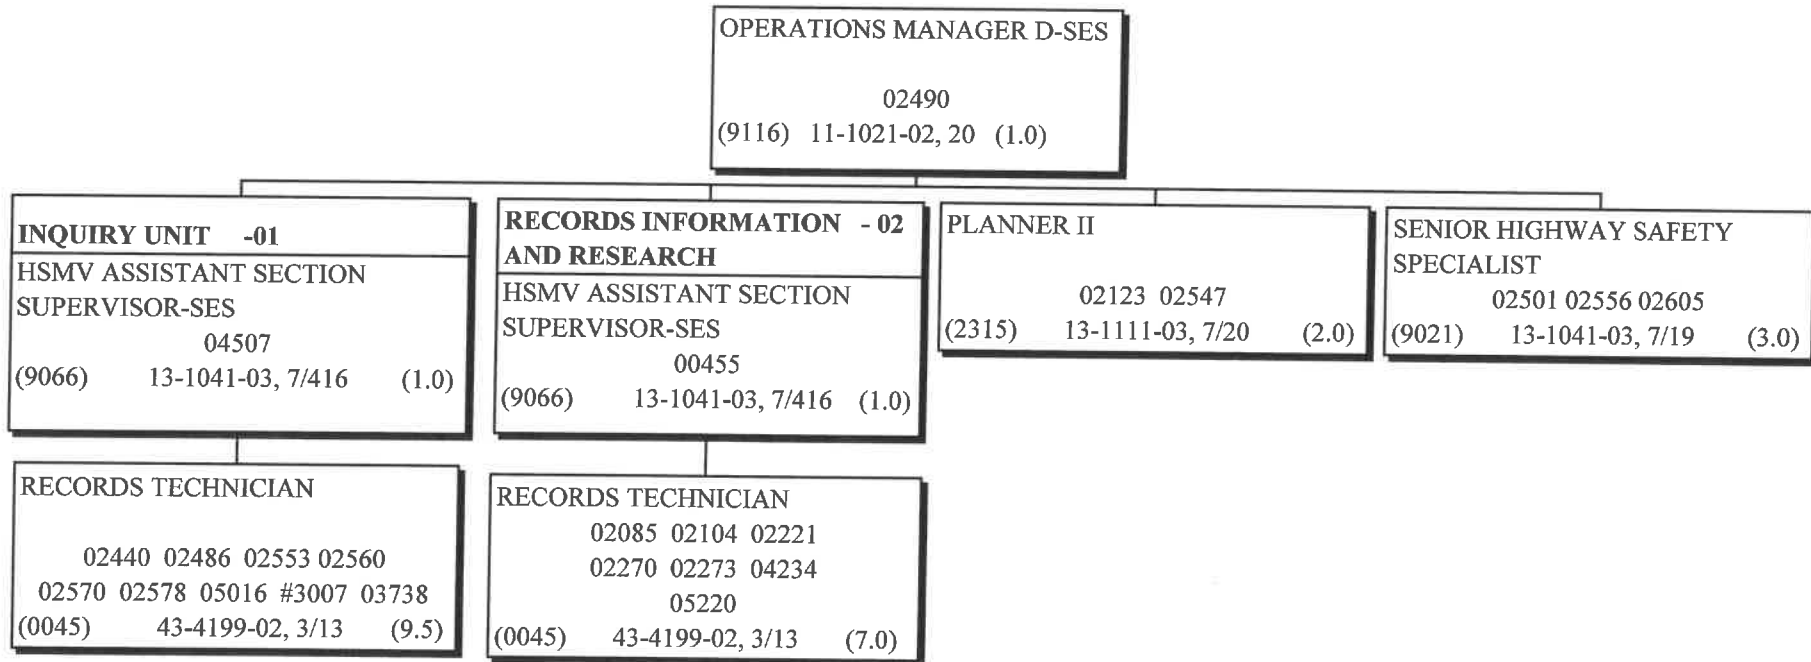 OPERATIONS MANAGER D-SES
02490
(9116) 11-1021-02, 20 (1.0)
INQUIRY UNIT -01
HSMV ASSISTANT SECTION
SUPERVISOR-SES
04507
(9066) 13-1041-03, 7/416 (1.0)
RECORDS INFORMATION - 02
AND RESEARCH
HSMV ASSISTANT SECTION
SUPERVISOR-SES
00455
(9066) 13-1041-03, 7/416 (1.0)
PLANNER II
02123 02547
(2315) 13-1111-03, 7/20 (2.0)
SENIOR HIGHWAY SAFETY
SPECIALIST
02501 02556 02605
(9021) 13-1041-03, 7/19 (3.0)
RECORDS TECHNICIAN
02440 02486 02553 02560
02570 02578 05016 #3007 03738
(0045) 43-4199-02, 3/13 (9.5)
RECORDS TECHNICIAN
02085 02104 02221
02270 02273 04234
05220
(0045) 43-4199-02, 3/13 (7.0)